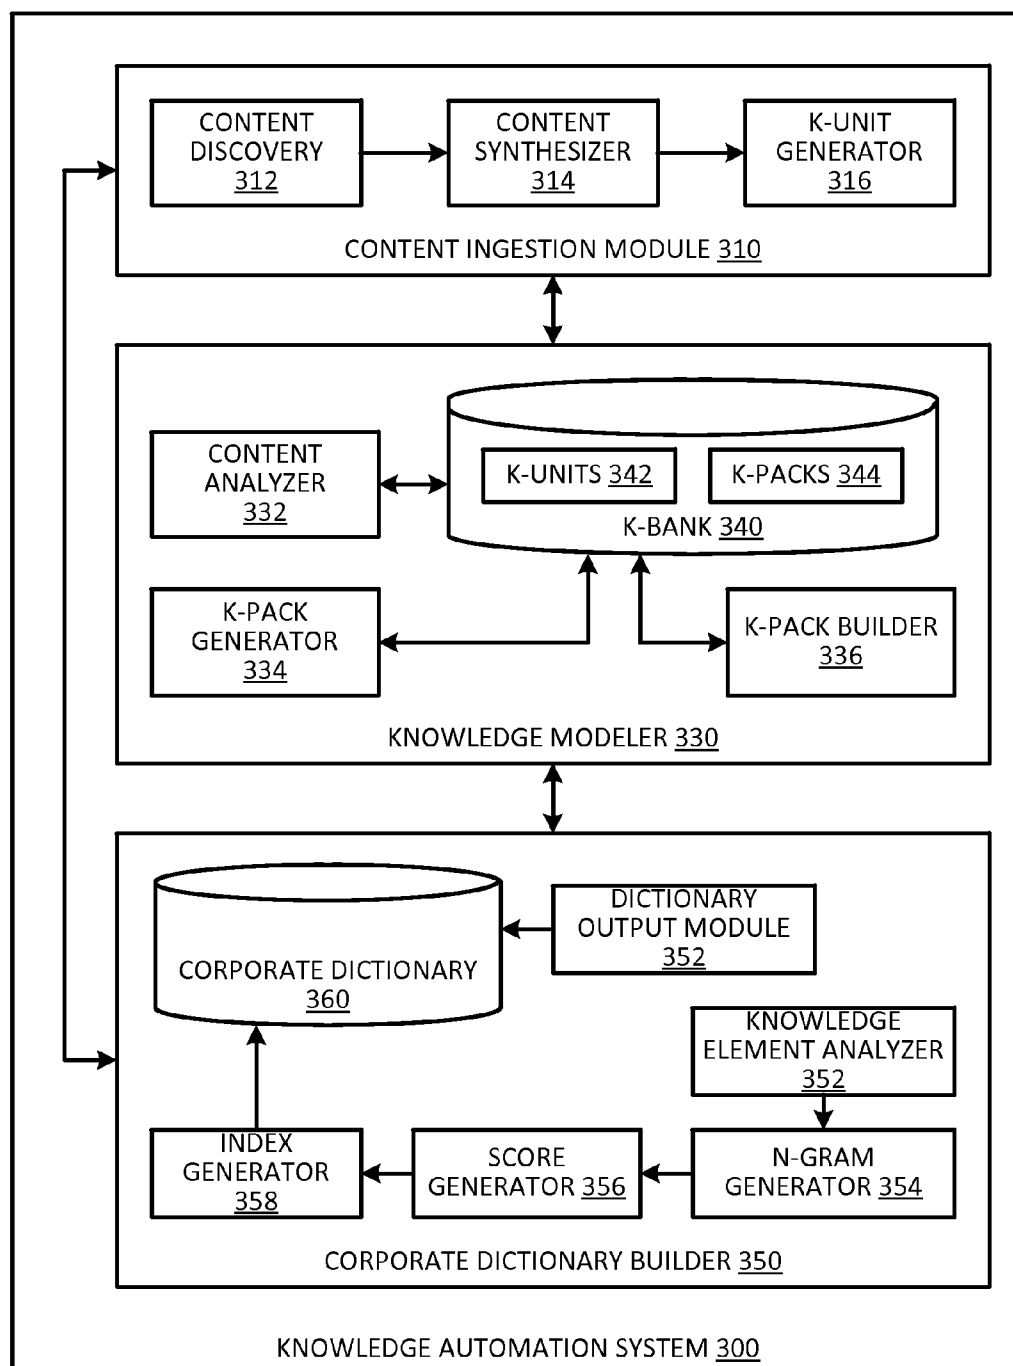 CONTENT
DISCOVERY
312
CONTENT
SYNTHESIZER
314
K-UNIT
GENERATOR
316
CONTENT INGESTION MODULE 310
CONTENT
ANALYZER
332
K-UNITS 342
K-PACKS 344
K-BANK 340
K-PACK
GENERATOR
334
K-PACK BUILDER
336
KNOWLEDGE MODELER 330
CORPORATE DICTIONARY
360
DICTIONARY
OUTPUT MODULE
352
KNOWLEDGE
ELEMENT ANALYZER
352
INDEX
GENERATOR
358
SCORE
GENERATOR 356
N-GRAM
GENERATOR 354
CORPORATE DICTIONARY BUILDER 350
KNOWLEDGE AUTOMATION SYSTEM 300